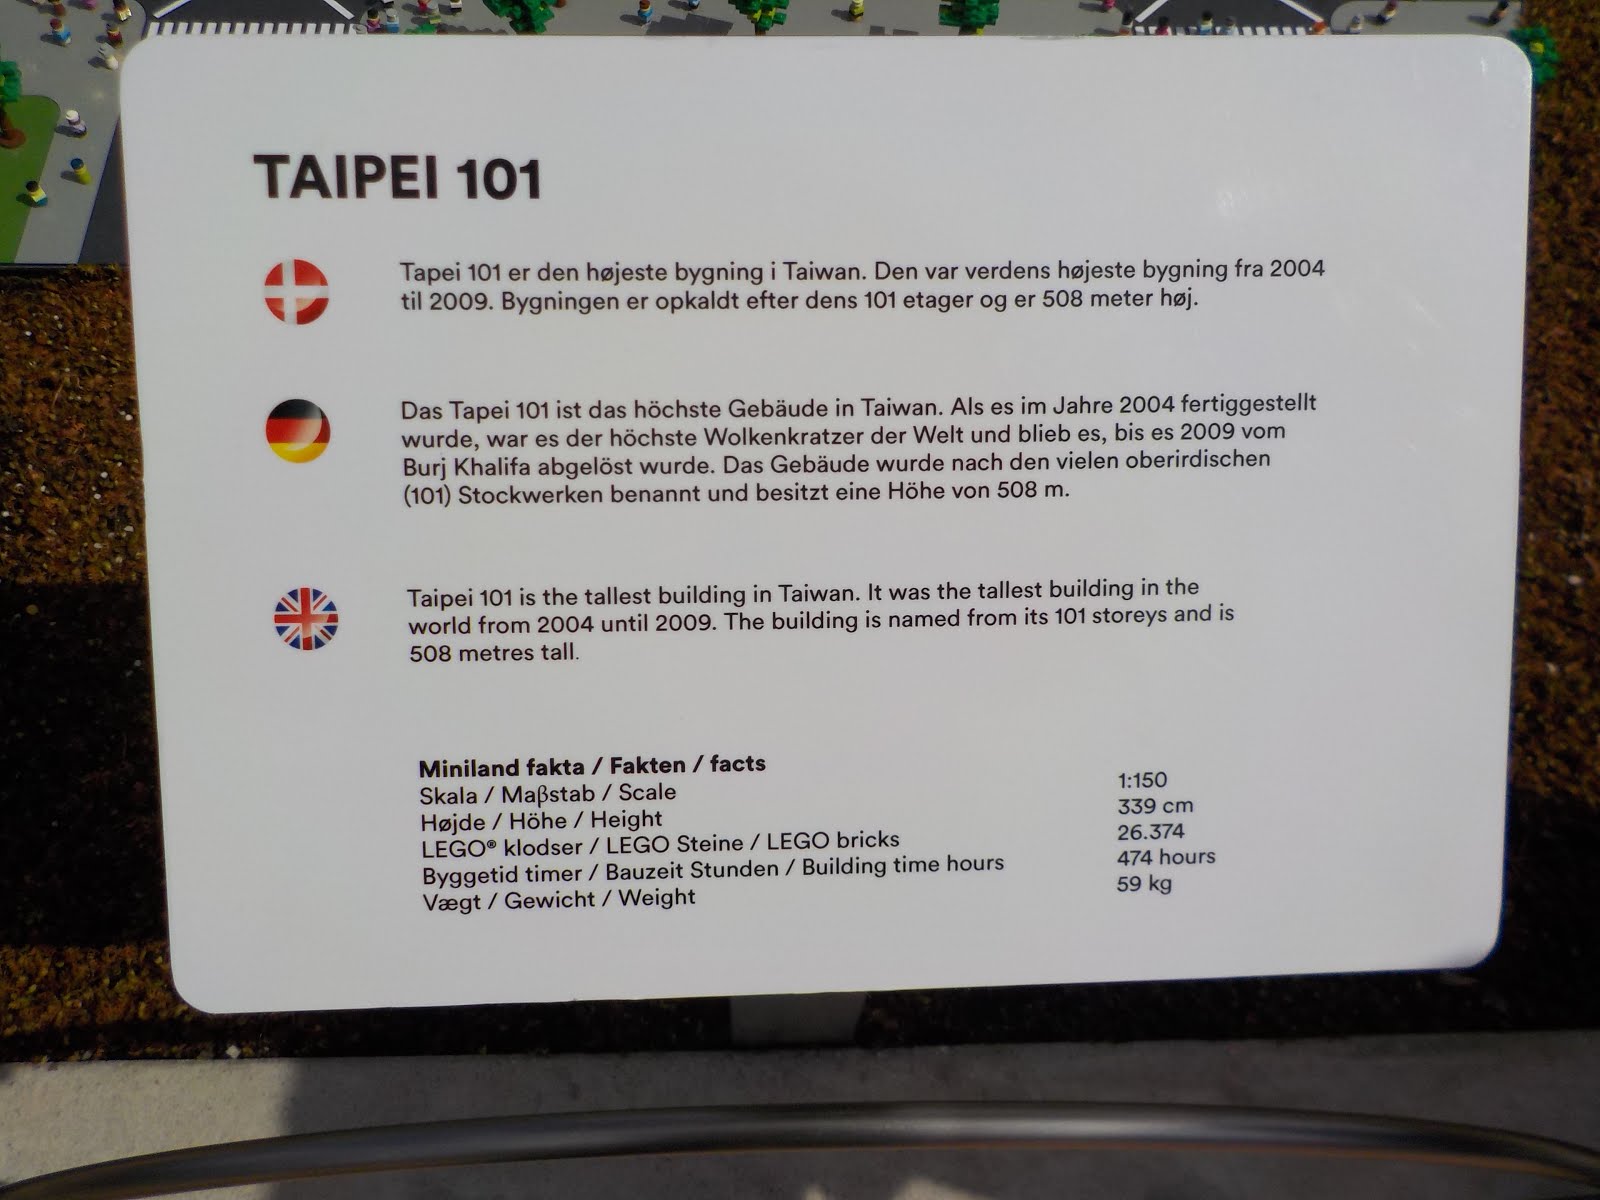 TAIPEI 101
Tapei 101 er den højeste bygning i Taiwan. Den var verdens højeste bygning fra 2004
til 2009. Bygningen er opkaldt efter dens 101 etager og er 508 meter høj.
Das Tapei 101 ist das höchste Gebäude in Taiwan. Als es im Jahre 2004 fertiggestellt
wurde, war es der höchste Wolkenkratzer der Welt und blieb es, bis es 2009 vom
Burj Khalifa abgelöst wurde. Das Gebäude wurde nach den vielen oberirdischen
(101) Stockwerken benannt und besitzt eine Höhe von 508 m.
Taipei 101 is the tallest building in Taiwan. It was the tallest building in the
world from 2004 until 2009. The building is named from its 101 storeys and is
508 metres tall.
Miniland fakta / Fakten / facts
Skala / Maβstab / Scale 1:150
Højde / Höhe / Height 339 cm
LEGO® klodser / LEGO Steine / LEGO bricks 26.374
Byggetid timer / Bauzeit Stunden / Building time hours 474 hours
Vægt / Gewicht / Weight 59 kg